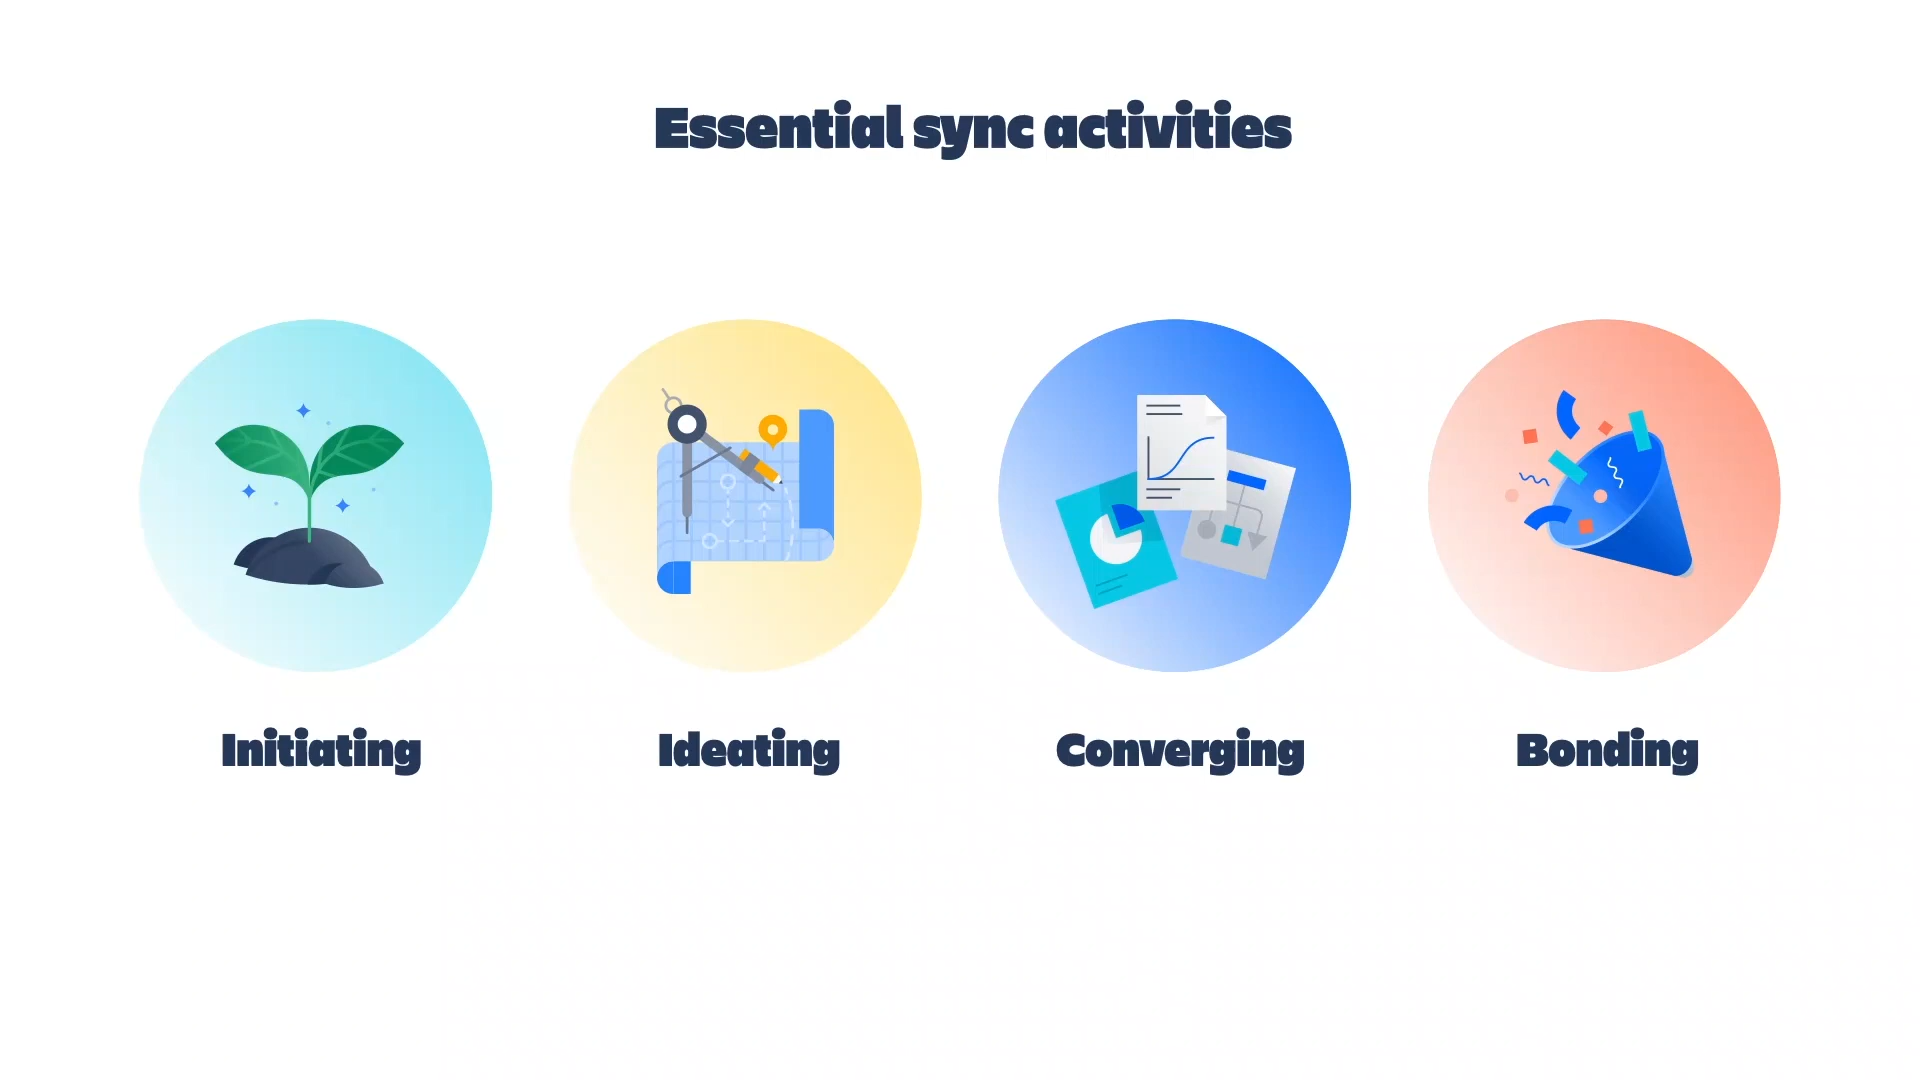 Essential sync activities
Initiating
Ideating
Converging
Bonding